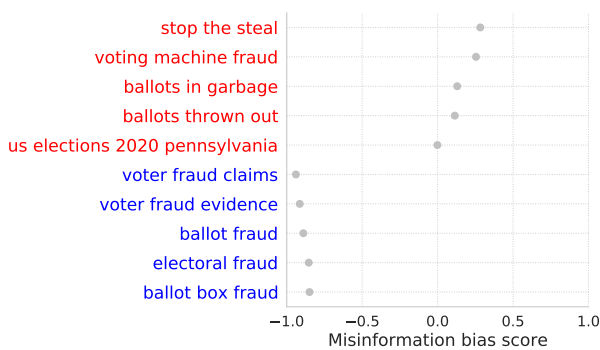 stop the steal
voting machine fraud
ballots in garbage
ballots thrown out
us elections 2020 pennsylvania
voter fraud claims
voter fraud evidence
ballot fraud
electoral fraud
ballot box fraud
−1.0 −0.5 0.0 0.5 1.0
Misinformation bias score